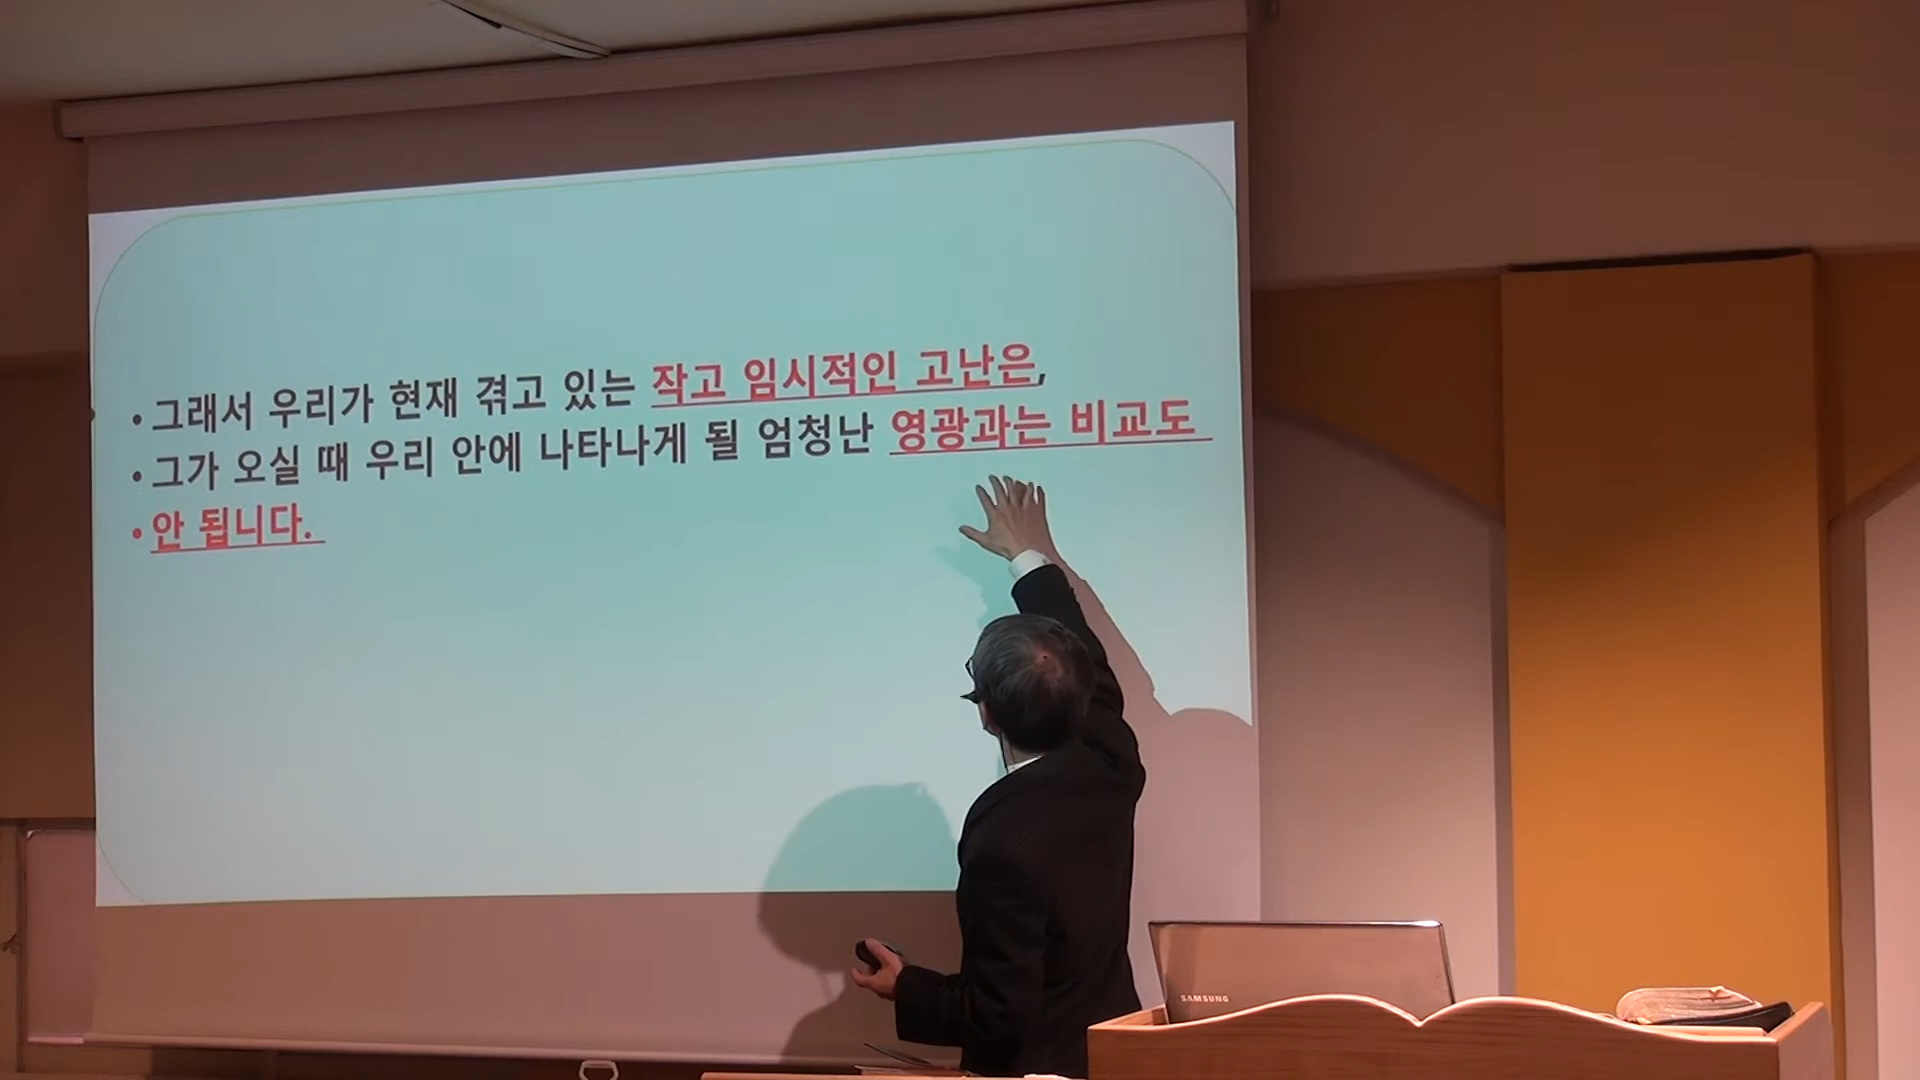 • 그래서 우리가 현재 겪고 있는 작고 임시적인 고난은,
• 그가 오실 때 우리 안에 나타나게 될 엄청난 영광과는 비교도
• 안 됩니다.
SAMSUNG